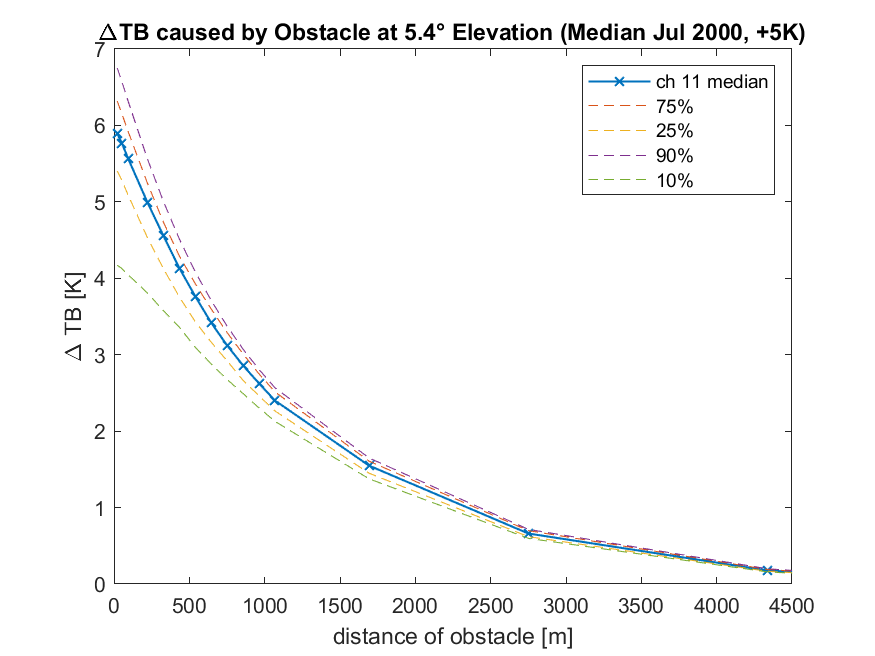 △TB caused by Obstacle at 5.4° Elevation (Median Jul 2000, +5K)
7
6
5
4
3
2
1
0
△ TB [K]
ch 11 median
75%
25%
90%
10%
0 500 1000 1500 2000 2500 3000 3500 4000 4500
distance of obstacle [m]